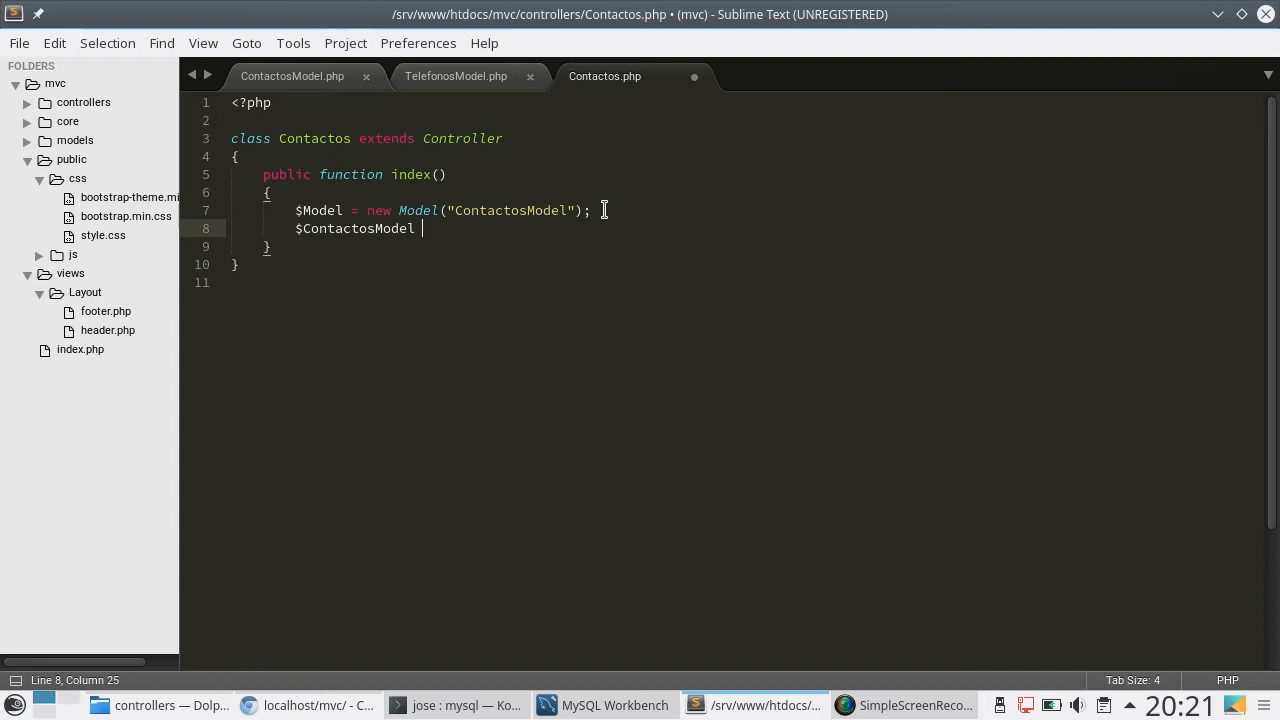 /srv/www/htdocs/mvc/controllers/Contactos.php • (mvc) - Sublime Text (UNREGISTERED)
File Edit Selection Find View Goto Tools Project Preferences Help
FOLDERS
mvc
controllers
core
models
public
css
bootstrap-theme.mi
bootstrap.min.css
style.css
js
views
Layout
footer.php
header.php
index.php
ContactosModel.php × TelefonosModel.php × Contactos.php
1 <?php
2
3 class Contactos extends Controller
4 {
5 public function index()
6 {
7 $Model = new Model("ContactosModel");
8 $ContactosModel
9 }
10 }
11
Line 8, Column 25 Tab Size: 4 PHP
controllers — Dolp... localhost/mvc/ - C... jose : mysql — Ko... MySQL Workbench /srv/www/htdocs/... SimpleScreenReco... 20:21